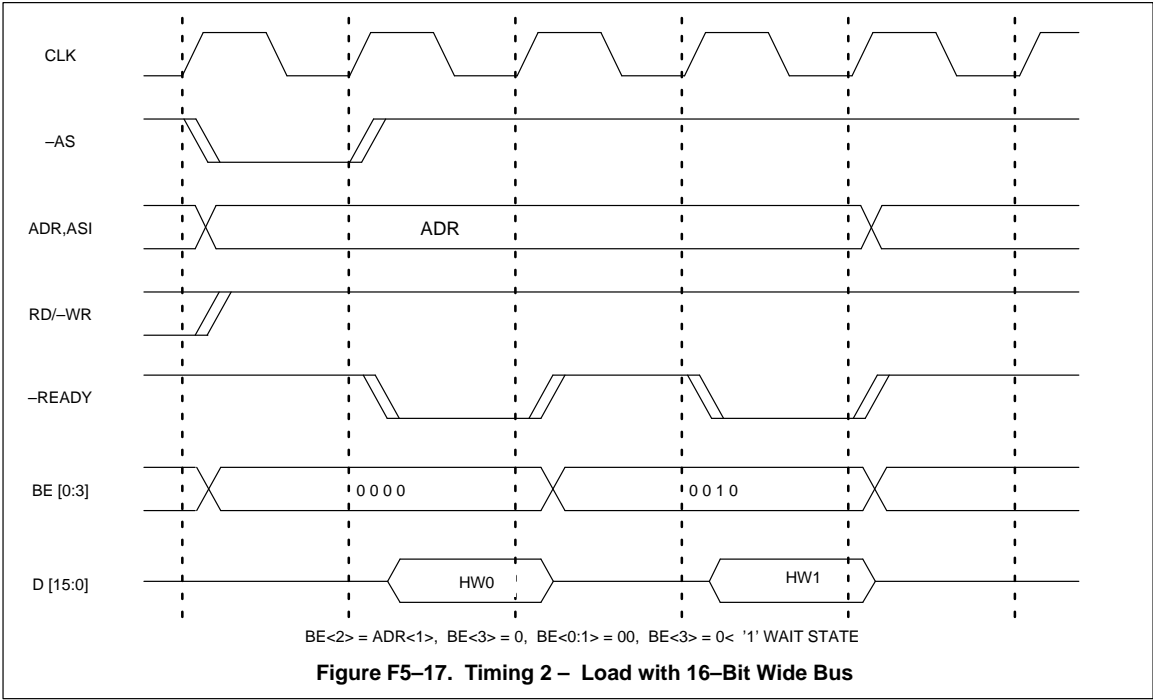 CLK
–AS
ADR,ASI
ADR
RD/–WR
–READY
BE [0:3]
0 0 0 0
0 0 1 0
D [15:0]
HW0
HW1
BE<2> = ADR<1>, BE<3> = 0, BE<0:1> = 00, BE<3> = 0< '1' WAIT STATE
Figure F5–17. Timing 2 – Load with 16–Bit Wide Bus